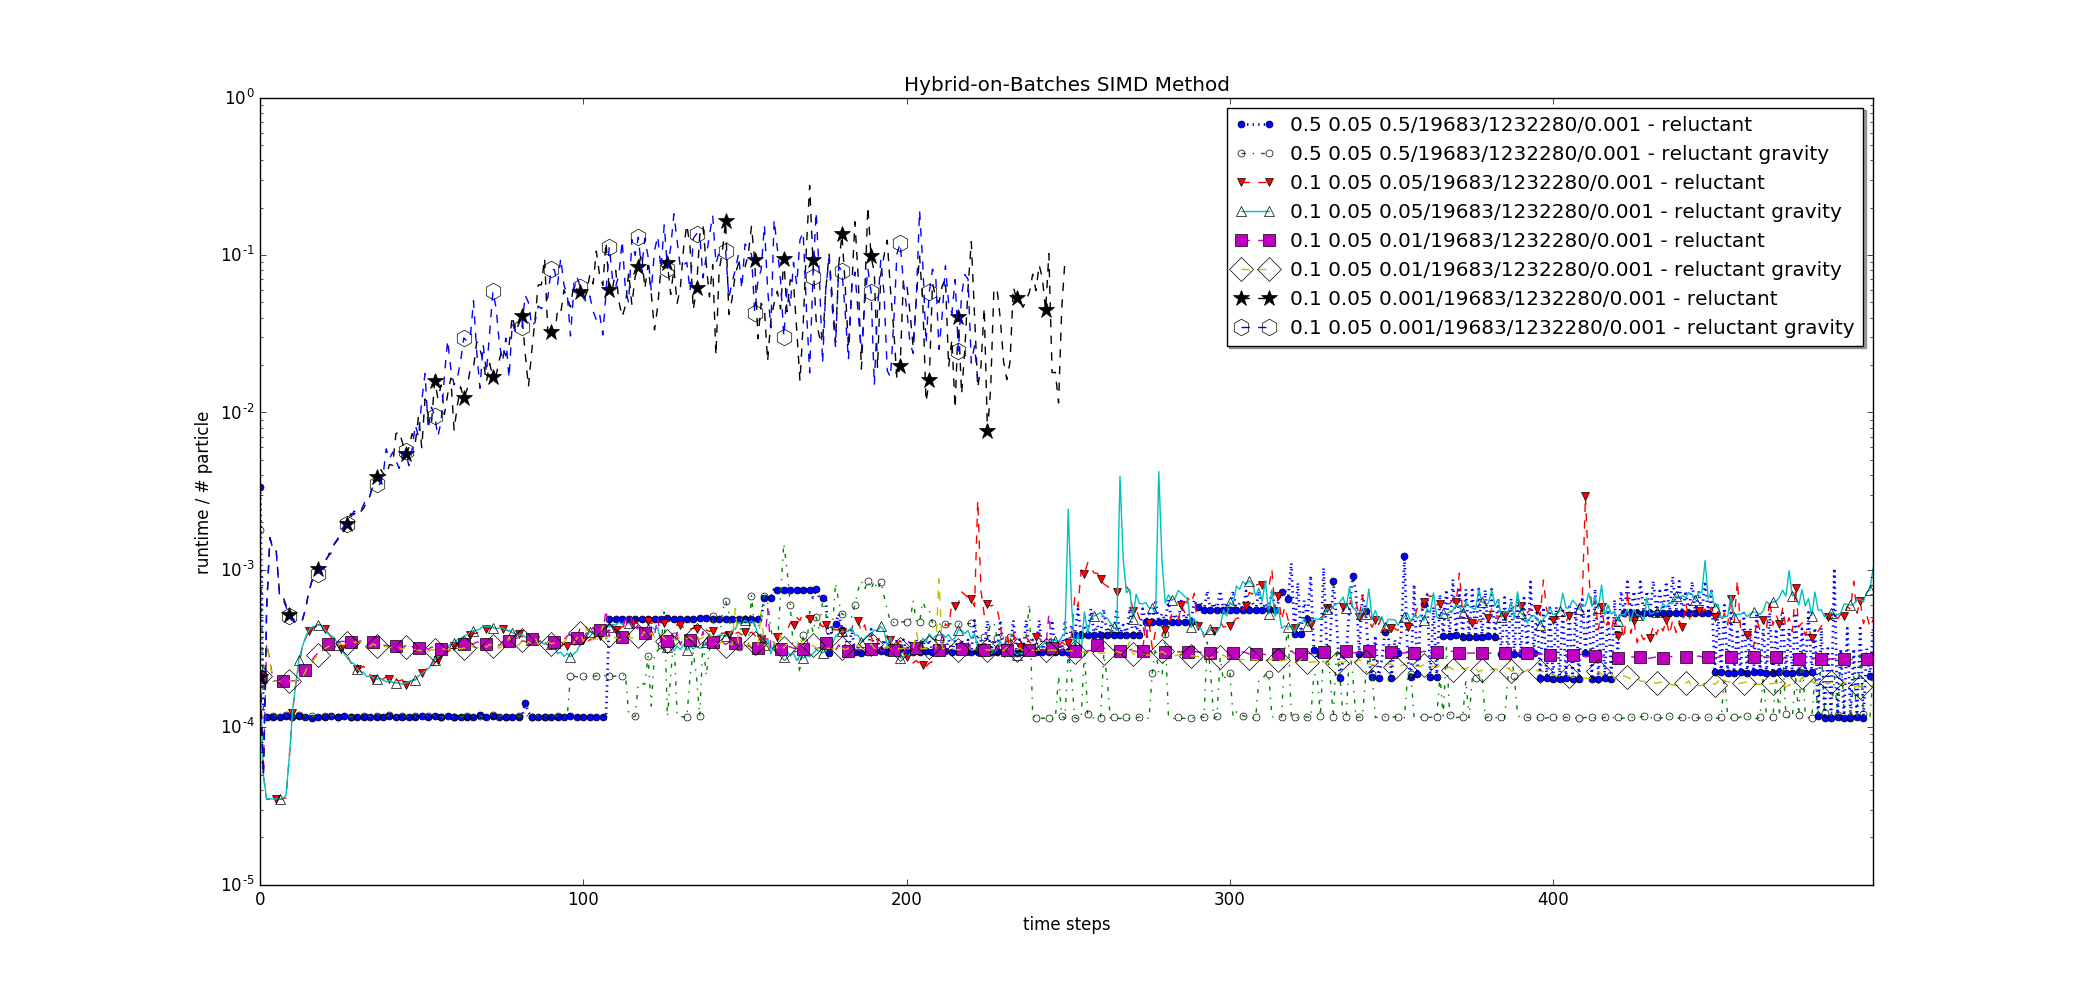 Hybrid-on-Batches SIMD Method
10^0
10^-1
10^-2
10^-3
10^-4
10^-5
runtime / # particle
0.5 0.05 0.5/19683/1232280/0.001 - reluctant
0.5 0.05 0.5/19683/1232280/0.001 - reluctant gravity
0.1 0.05 0.05/19683/1232280/0.001 - reluctant
0.1 0.05 0.05/19683/1232280/0.001 - reluctant gravity
0.1 0.05 0.01/19683/1232280/0.001 - reluctant
0.1 0.05 0.01/19683/1232280/0.001 - reluctant gravity
0.1 0.05 0.001/19683/1232280/0.001 - reluctant
0.1 0.05 0.001/19683/1232280/0.001 - reluctant gravity
0 100 200 300 400
time steps